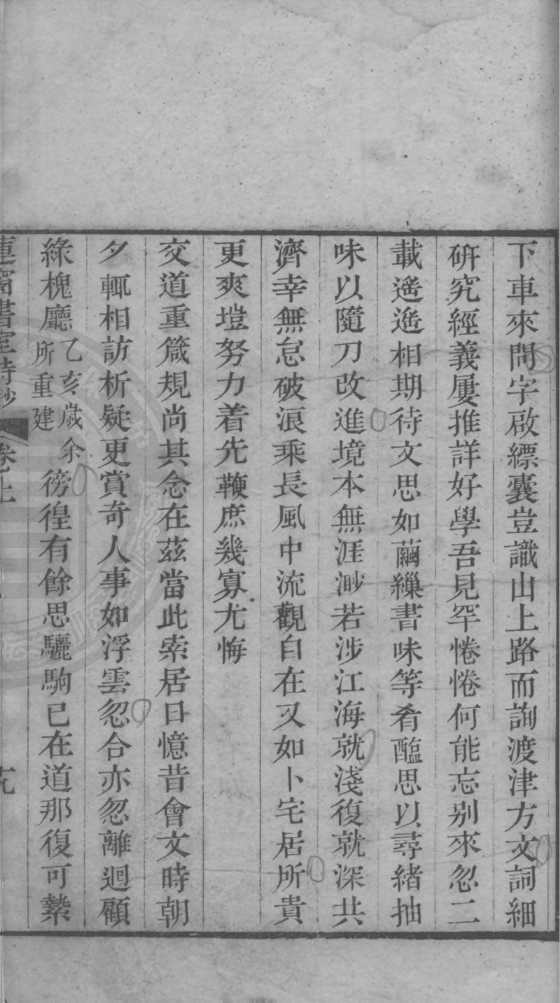 下車來問字啟縹囊豈識山上路而詢渡津方文詞細
研究經義屢推詳好學吾見罕惓惓何能忘别來忽二
載遙遙相期待文思如繭繅書味等肴醢思以尋緒抽
味以隨刀改進境本無涯渺若涉江海就淺復就深共
濟幸無怠破浪乘長風中流觀自在又如卜宅居所貴
更爽塏努力着先鞭庶幾寡尤悔
交道重箴規尚其念在茲當此索居日憶昔會文時朝
夕輒相訪析疑更賞奇人事如浮雲忽合亦忽離迴顧
綠槐廳乙亥歲余所重建徬徨有餘思驪駒已在道那復可縶
書室詩鈔 卷上